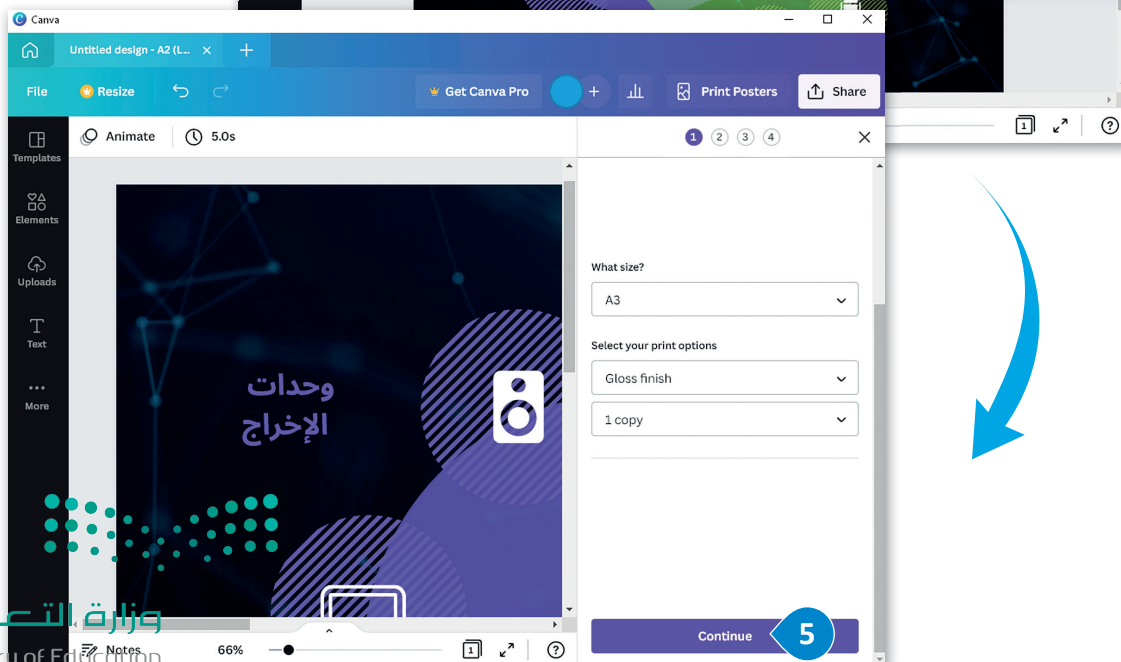 Canva
Untitled design - A2 (L...
File
Resize
Get Canva Pro
Print Posters
Share
Templates
Animate
5.0s
1 2 3 4
1
Elements
Uploads
Text
More
What size?
A3
Select your print options
Gloss finish
1 copy
وحدات
الإخراج
Continue
5
Notes
66%
1